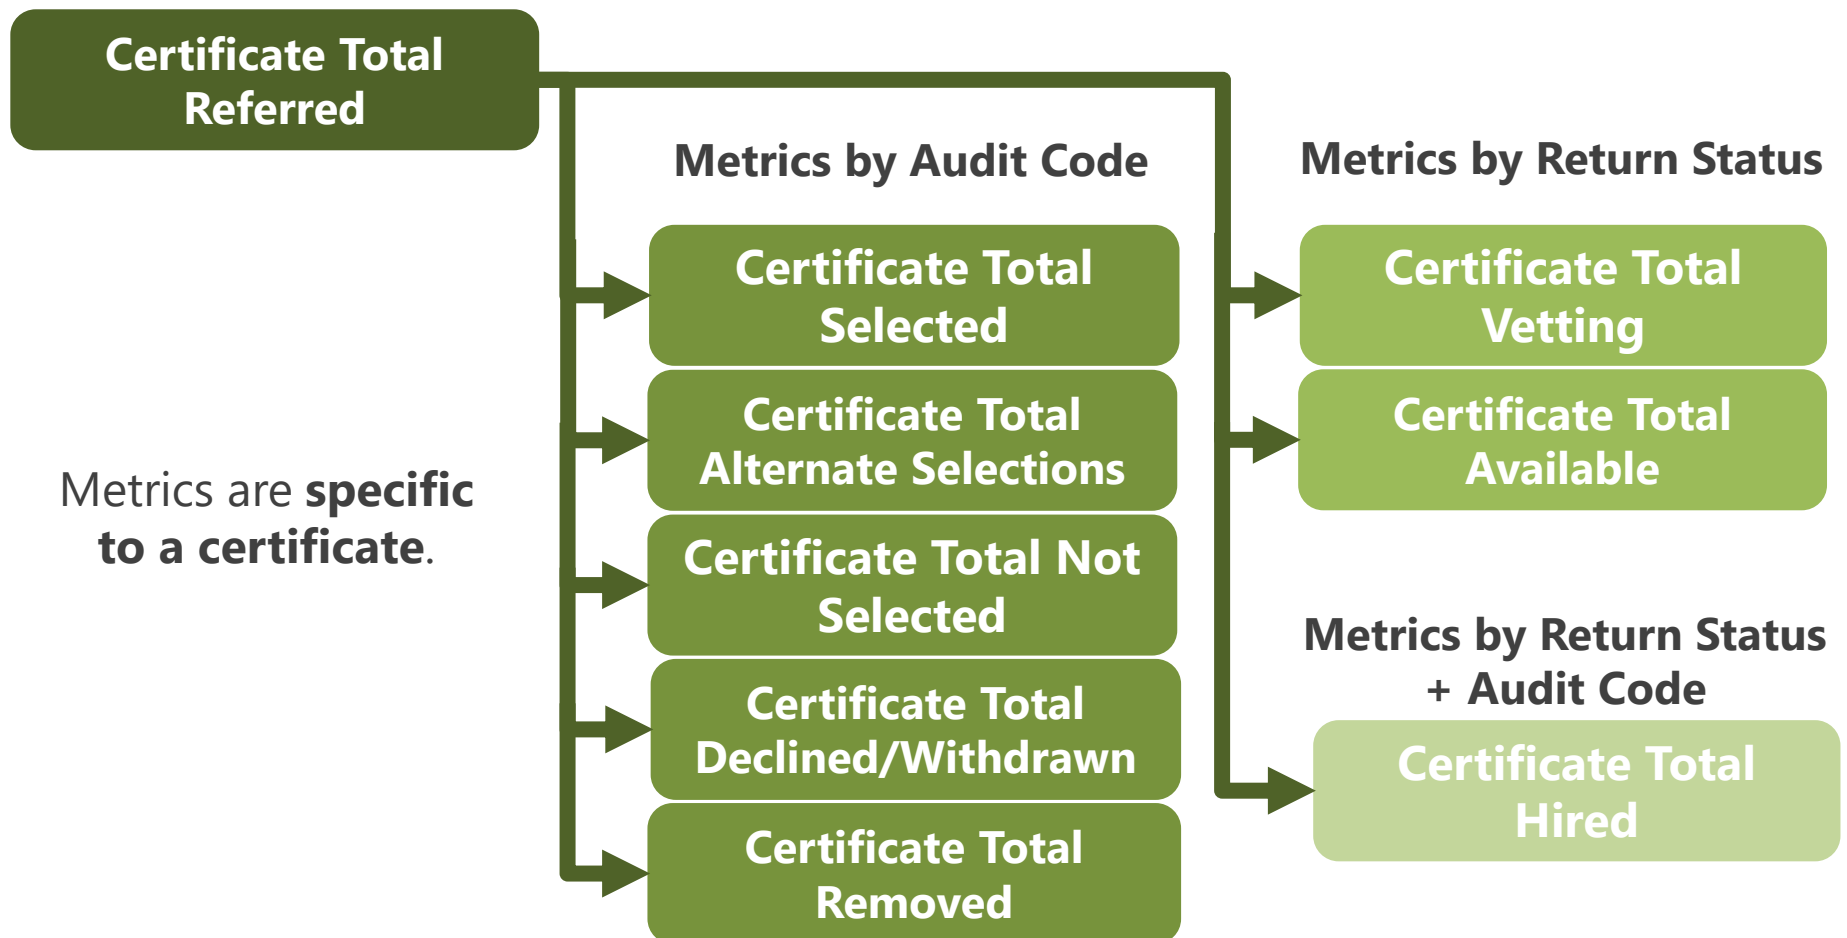 Certificate Total
Referred
Metrics by Audit Code
Certificate Total
Selected
Certificate Total
Alternate Selections
Certificate Total Not
Selected
Certificate Total
Declined/Withdrawn
Certificate Total
Removed
Metrics by Return Status
Certificate Total
Vetting
Certificate Total
Available
Metrics by Return Status
+ Audit Code
Certificate Total
Hired
Metrics are specific
to a certificate.